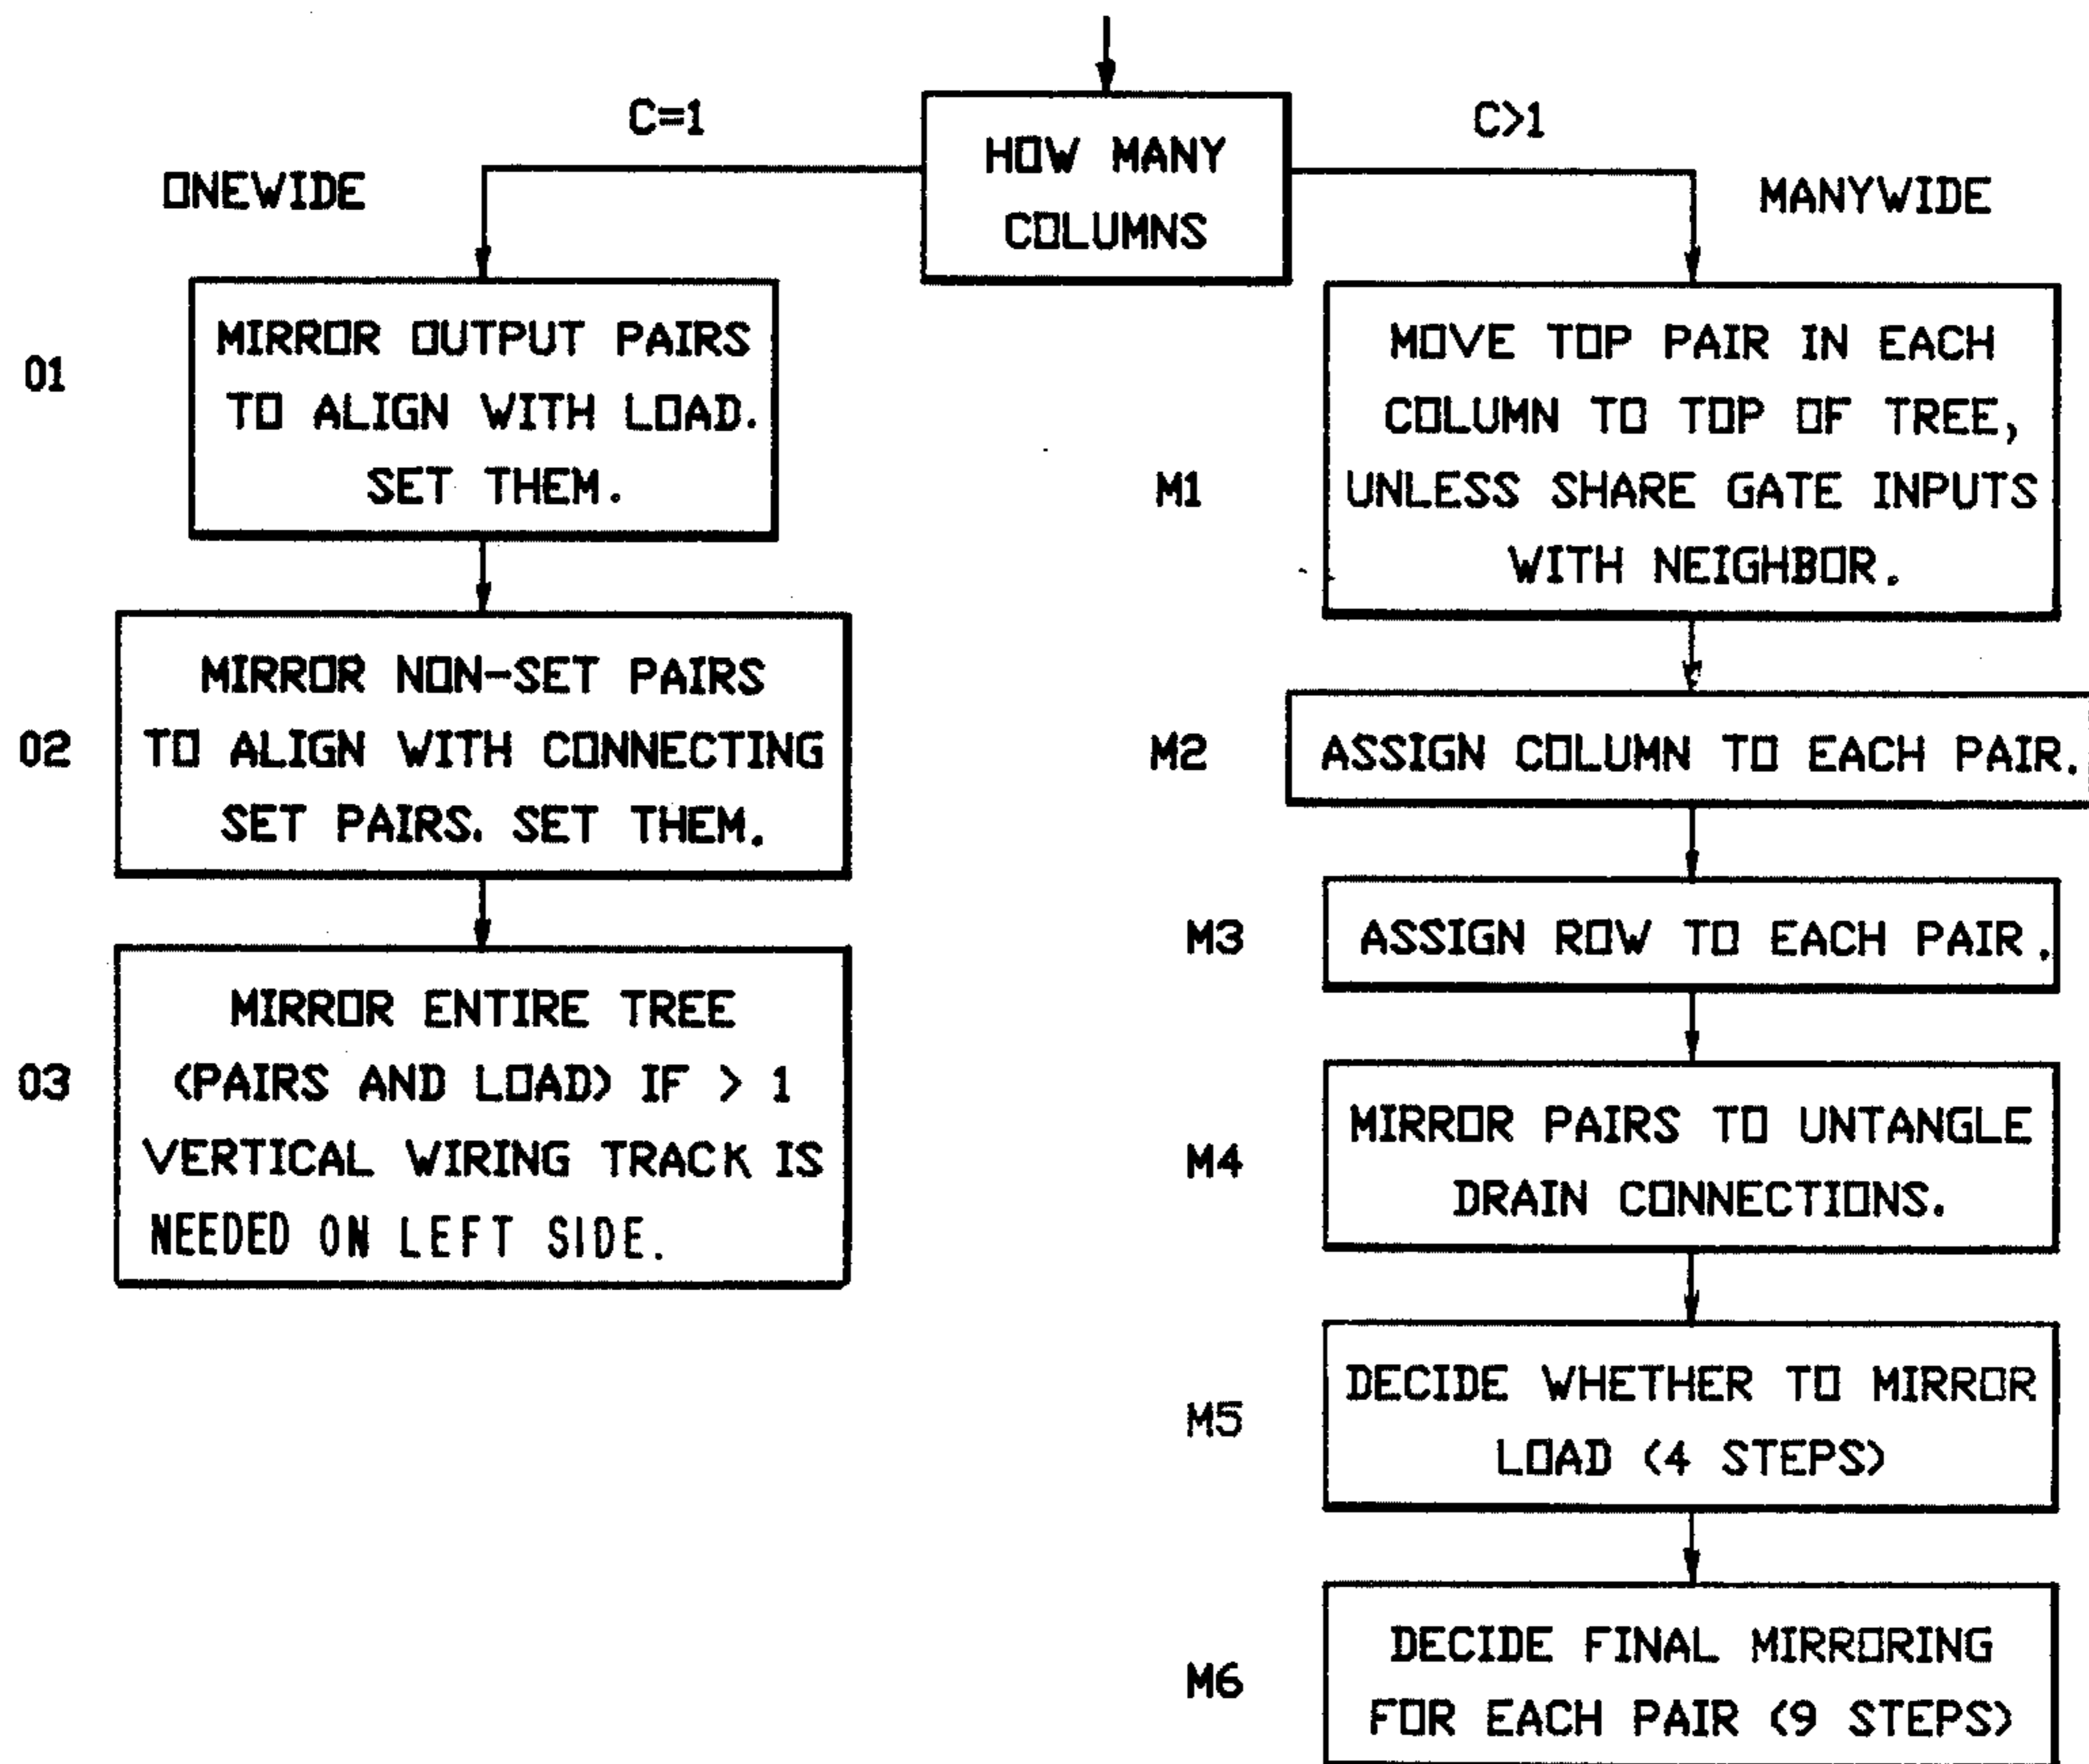 HOW MANY
COLUMNS
C=1
ONEWIDE
O1
MIRROR OUTPUT PAIRS
TO ALIGN WITH LOAD.
SET THEM.
O2
MIRROR NON-SET PAIRS
TO ALIGN WITH CONNECTING
SET PAIRS. SET THEM.
O3
MIRROR ENTIRE TREE
(PAIRS AND LOAD) IF > 1
VERTICAL WIRING TRACK IS
NEEDED ON LEFT SIDE.
C>1
MANYWIDE
M1
MOVE TOP PAIR IN EACH
COLUMN TO TOP OF TREE,
UNLESS SHARE GATE INPUTS
WITH NEIGHBOR.
M2
ASSIGN COLUMN TO EACH PAIR.
M3
ASSIGN ROW TO EACH PAIR.
M4
MIRROR PAIRS TO UNTANGLE
DRAIN CONNECTIONS.
M5
DECIDE WHETHER TO MIRROR
LOAD (4 STEPS)
M6
DECIDE FINAL MIRRORING
FOR EACH PAIR (9 STEPS)